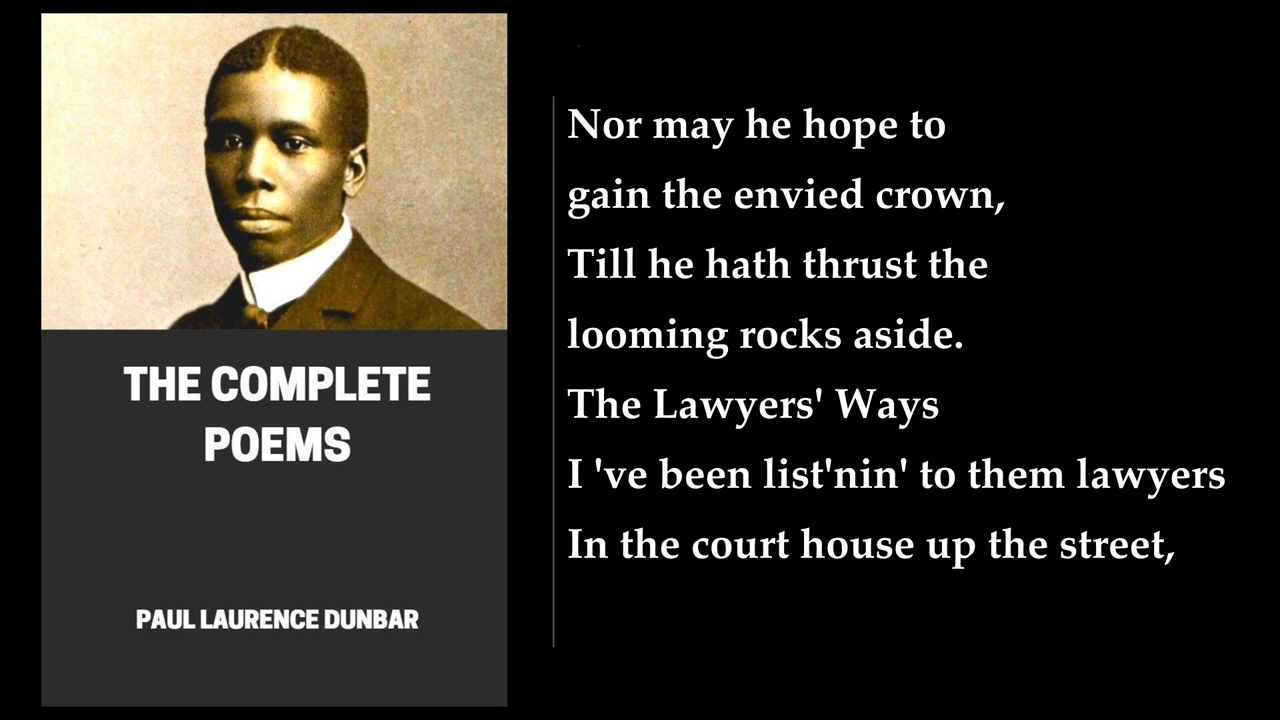 THE COMPLETE
POEMS
PAUL LAURENCE DUNBAR
Nor may he hope to
gain the envied crown,
Till he hath thrust the
looming rocks aside.
The Lawyers' Ways
I 've been list'nin' to them lawyers
In the court house up the street,